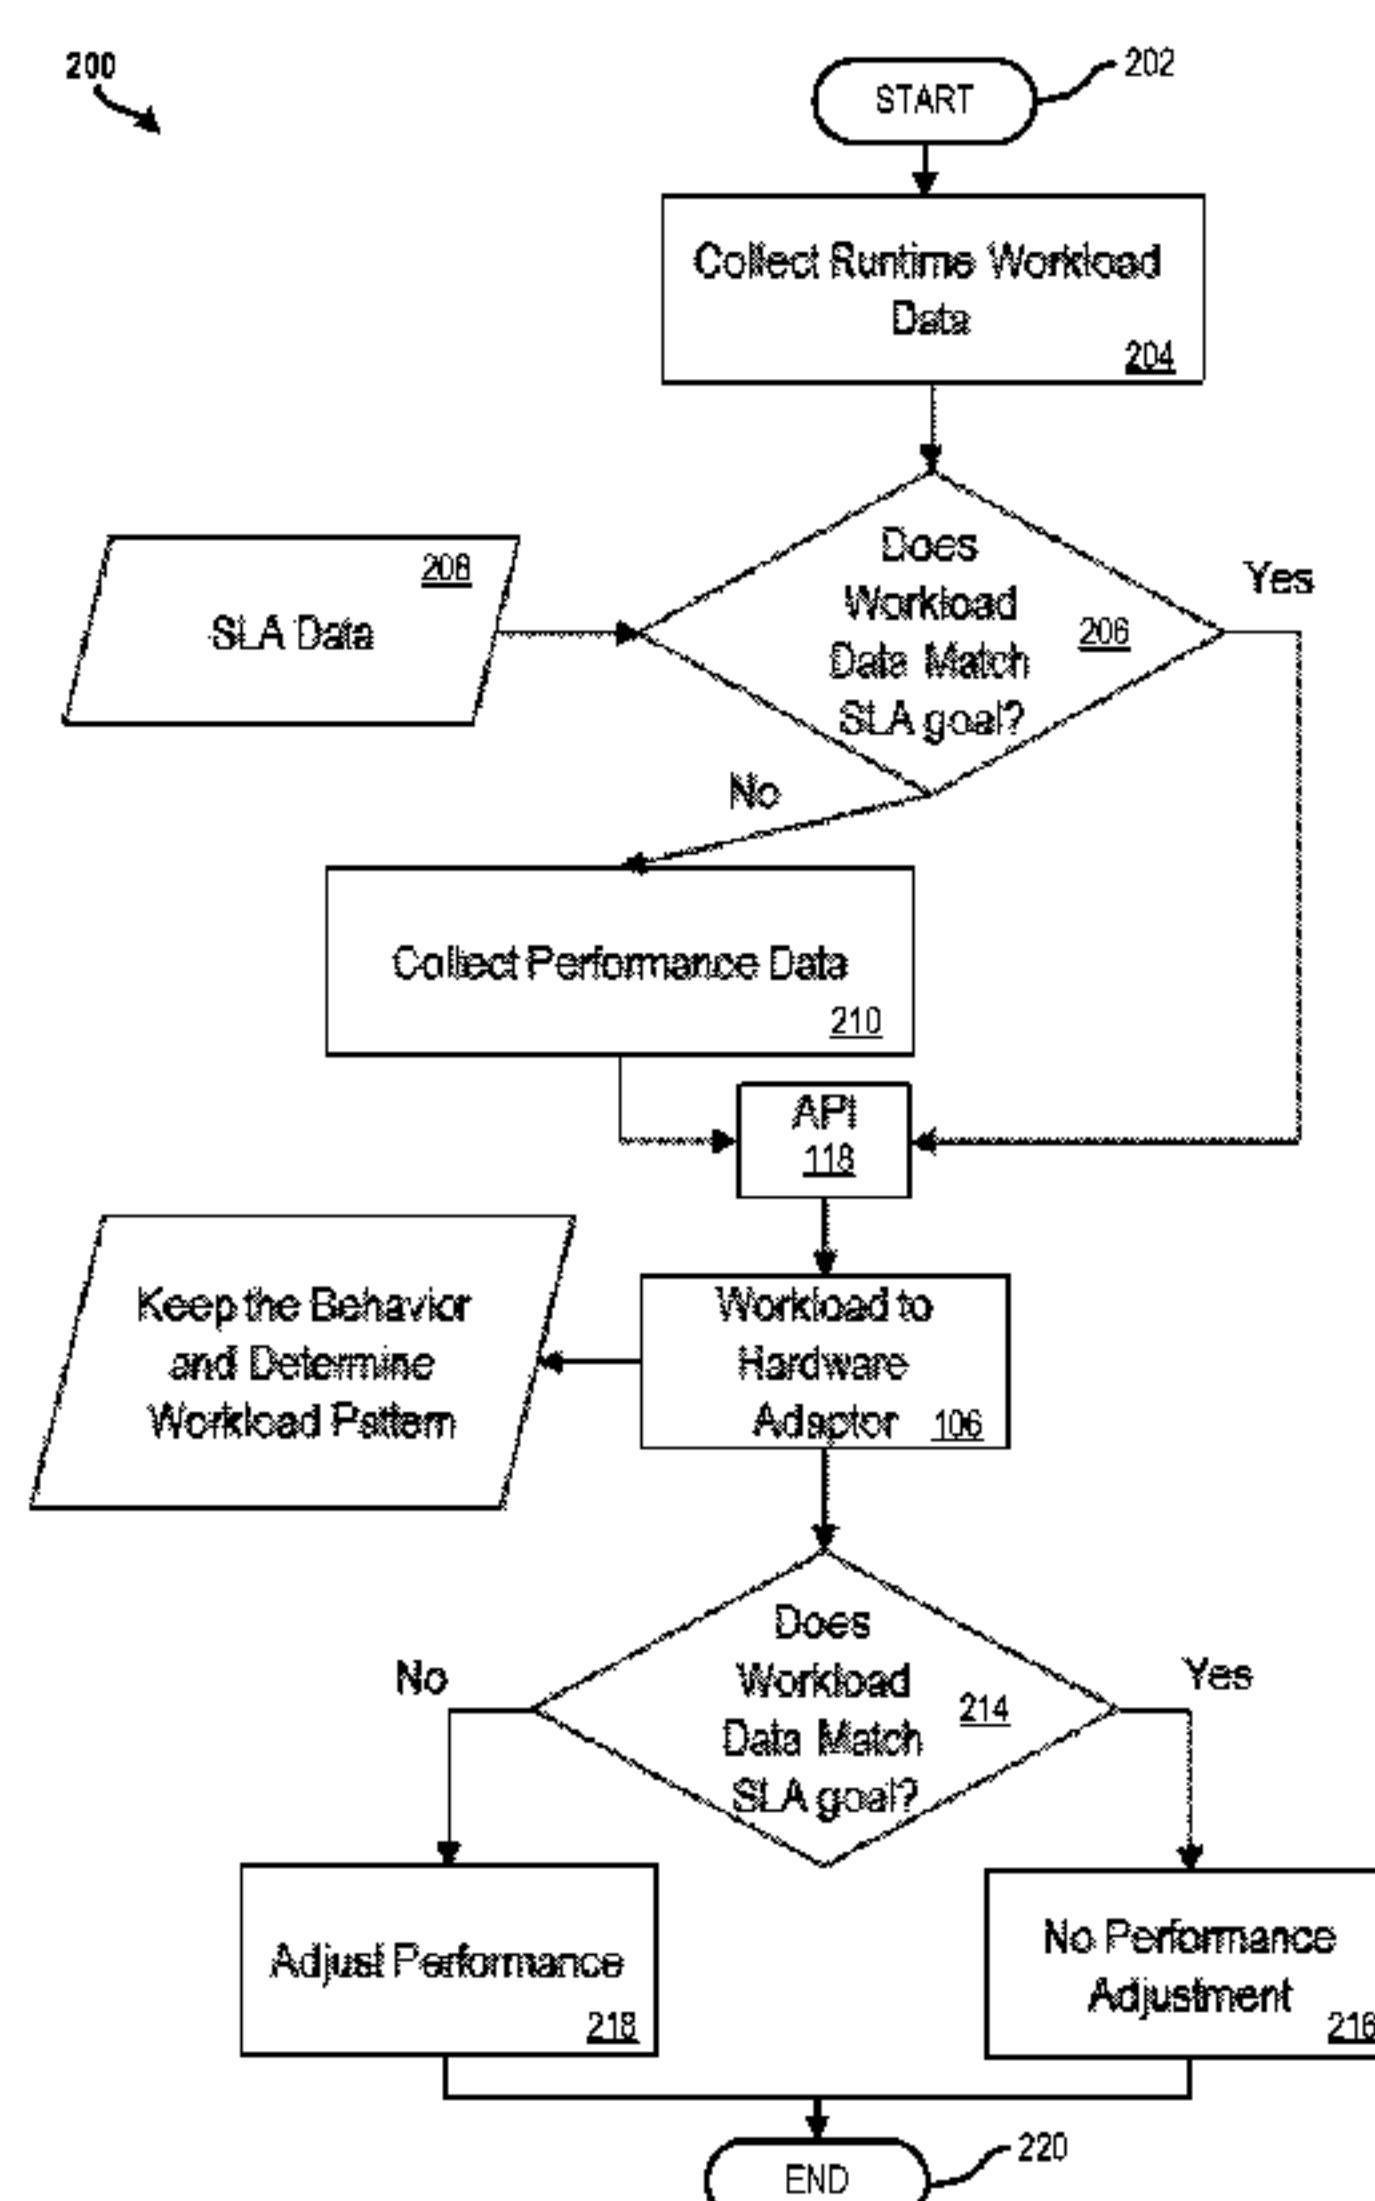 200
START
202
Collect Runtime Workload
Data
204
208
SLA Data
Does
Workload
Data Match
SLA goal?
206
Yes
No
Collect Performance Data
210
API
118
Keep the Behavior
and Determine
Workload Pattern
Workload to
Hardware
Adaptor
106
Does
Workload
Data Match
SLA goal?
214
No
Yes
Adjust Performance
218
No Performance
Adjustment
216
END
220